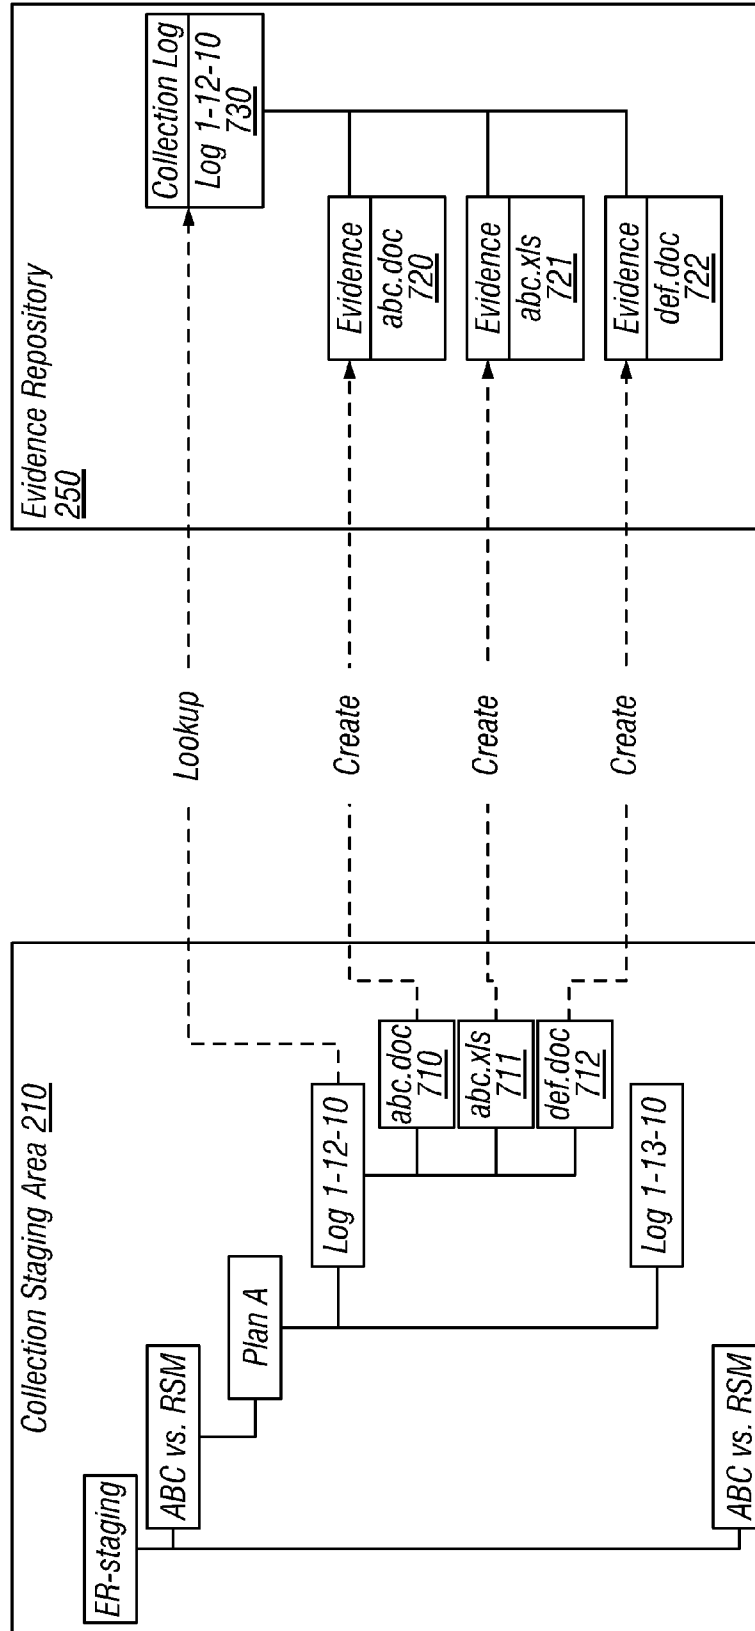 Collection Staging Area 210
ER-staging
ABC vs. RSM
Plan A
Log 1-12-10
abc.doc
710
abc.xls
711
def.doc
712
Log 1-13-10
ABC vs. RSM
Lookup
Create
Create
Create
Evidence Repository
250
Collection Log
Log 1-12-10
730
Evidence
abc.doc
720
Evidence
abc.xls
721
Evidence
def.doc
722